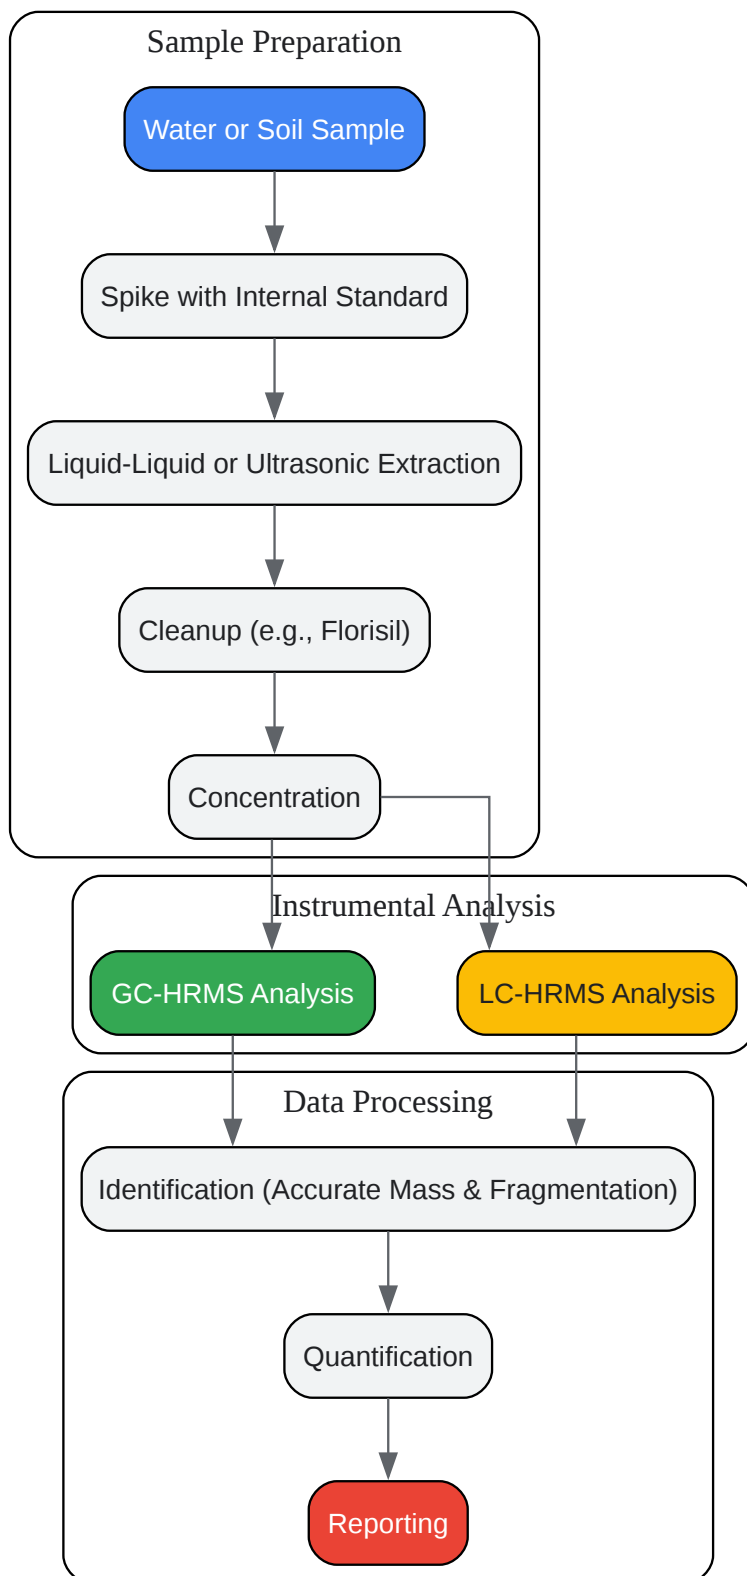 Sample Preparation
Water or Soil Sample
Spike with Internal Standard
Liquid-Liquid or Ultrasonic Extraction
Cleanup (e.g., Florisil)
Concentration
Instrumental Analysis
GC-HRMS Analysis
LC-HRMS Analysis
Data Processing
Identification (Accurate Mass & Fragmentation)
Quantification
Reporting